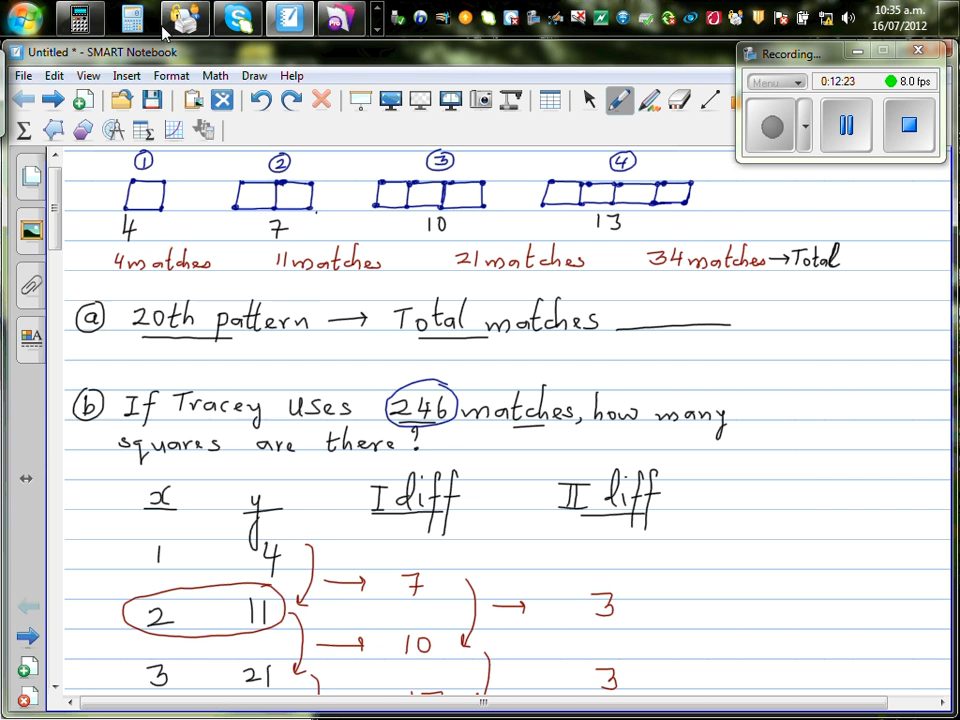 10:35 a.m.
16/07/2012
Untitled * - SMART Notebook
File Edit View Insert Format Math Draw Help
Recording...
Menu
0:12:23
8.0 fps
① ② ③ ④
4 7 10 13
4 matches 11 matches 21 matches 34 matches → Total
ⓐ 20th pattern → Total matches ______
ⓑ If Tracey uses 246 matches, how many
squares are there?
x y I diff II diff
1 4
→ 7
2 11 → 3
→ 10
3 21 3